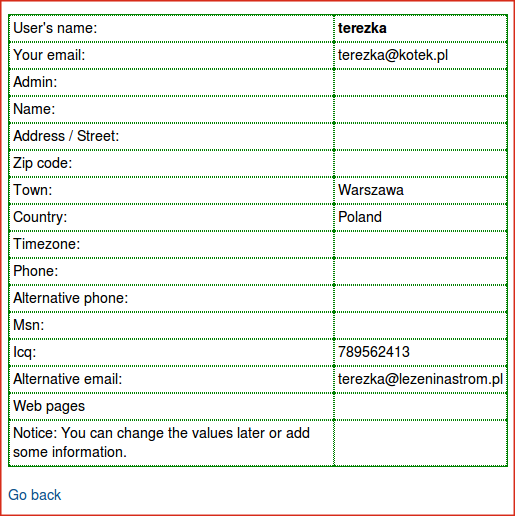 User's name: terezka
Your email: terezka@kotek.pl
Admin:
Name:
Address / Street:
Zip code:
Town: Warszawa
Country: Poland
Timezone:
Phone:
Alternative phone:
Msn:
Icq: 789562413
Alternative email: terezka@lezeninastrom.pl
Web pages
Notice: You can change the values later or add
some information.
Go back